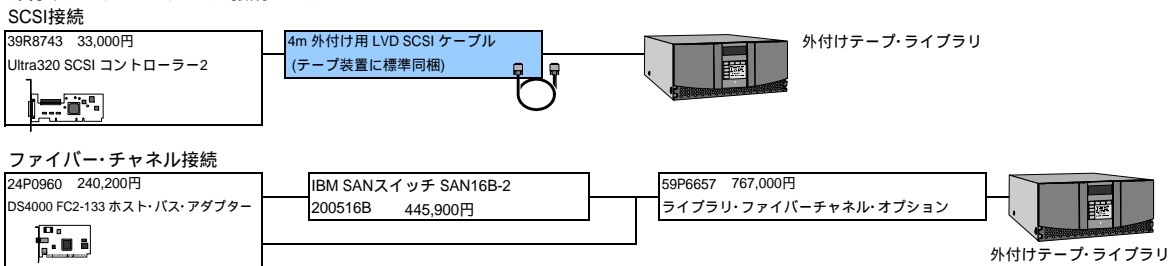 SCSI接続
39R8743 33,000円
Ultra320 SCSI コントローラー2
4m 外付け用 LVD SCSI ケーブル
(テープ装置に標準同梱)
外付けテープ・ライブラリ
ファイバー・チャネル接続
24P0960 240,200円
DS4000 FC2-133 ホスト・バス・アダプター
IBM SANスイッチ SAN16B-2
200516B 445,900円
59P6657 767,000円
ライブラリ・ファイバーチャネル・オプション
外付けテープ・ライブラリ